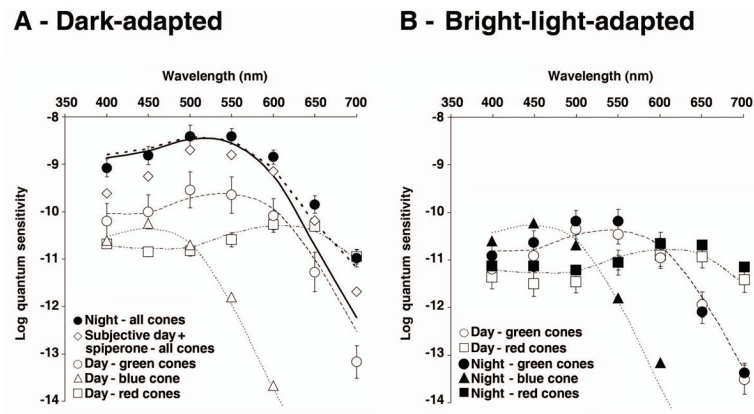 A - Dark-adapted
Wavelength (nm)
350 400 450 500 550 600 650 700
-8
-9
-10
-11
-12
-13
-14
Log quantum sensitivity
Night - all cones
Subjective day +
spiperone - all cones
Day - green cones
Day - blue cone
Day - red cones
B - Bright-light-adapted
Wavelength (nm)
350 400 450 500 550 600 650 700
-8
-9
-10
-11
-12
-13
-14
Log quantum sensitivity
Day - green cones
Day - red cones
Night - green cones
Night - blue cone
Night - red cones